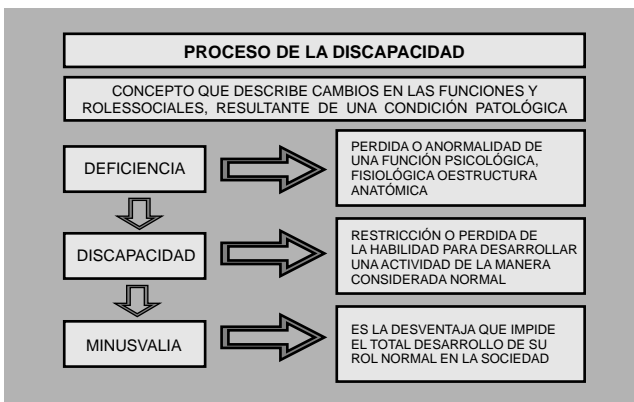 PROCESO DE LA DISCAPACIDAD
CONCEPTO QUE DESCRIBE CAMBIOS EN LAS FUNCIONES Y
ROLESSOCIALES, RESULTANTE DE UNA CONDICIÓN PATOLÓGICA
DEFICIENCIA
PERDIDA O ANORMALIDAD DE
UNA FUNCIÓN PSICOLÓGICA,
FISIOLÓGICA OESTRUCTURA
ANATÓMICA
DISCAPACIDAD
RESTRICCIÓN O PERDIDA DE
LA HABILIDAD PARA DESARROLLAR
UNA ACTIVIDAD DE LA MANERA
CONSIDERADA NORMAL
MINUSVALIA
ES LA DESVENTAJA QUE IMPIDE
EL TOTAL DESARROLLO DE SU
ROL NORMAL EN LA SOCIEDAD